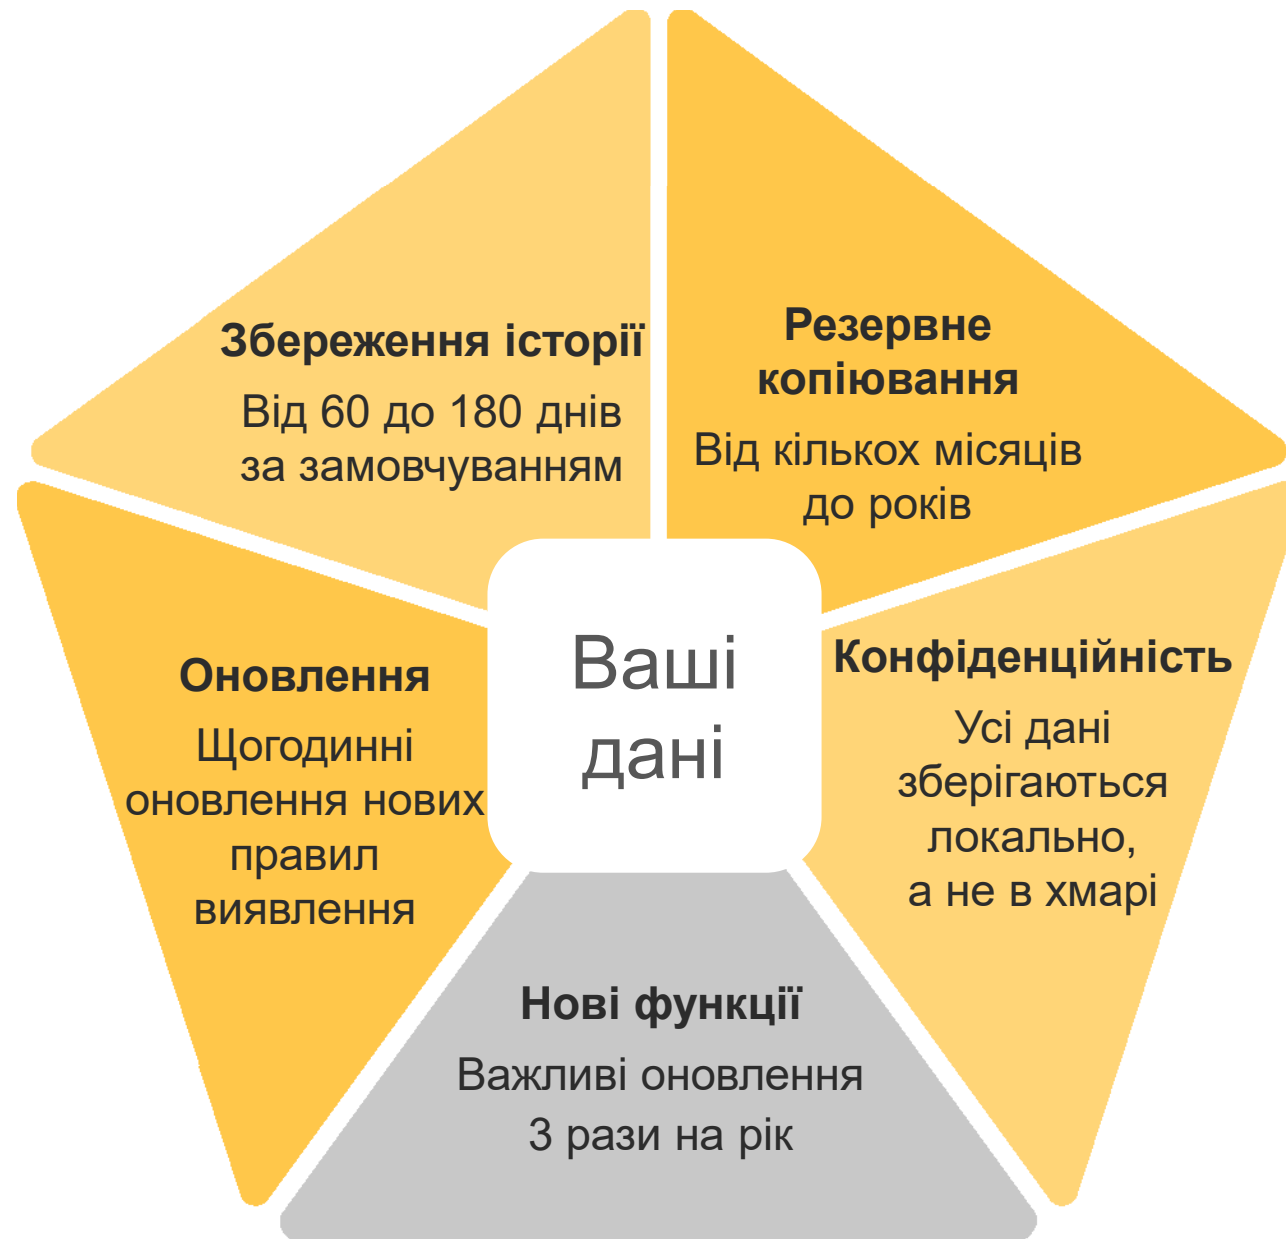 Збереження історії
Від 60 до 180 днів
за замовчуванням
Резервне
копіювання
Від кількох місяців
до років
Ваші
дані
Оновлення
Щогодинні
оновлення нових
правил
виявлення
Конфіденційність
Усі дані
зберігаються
локально,
а не в хмарі
Нові функції
Важливі оновлення
3 рази на рік